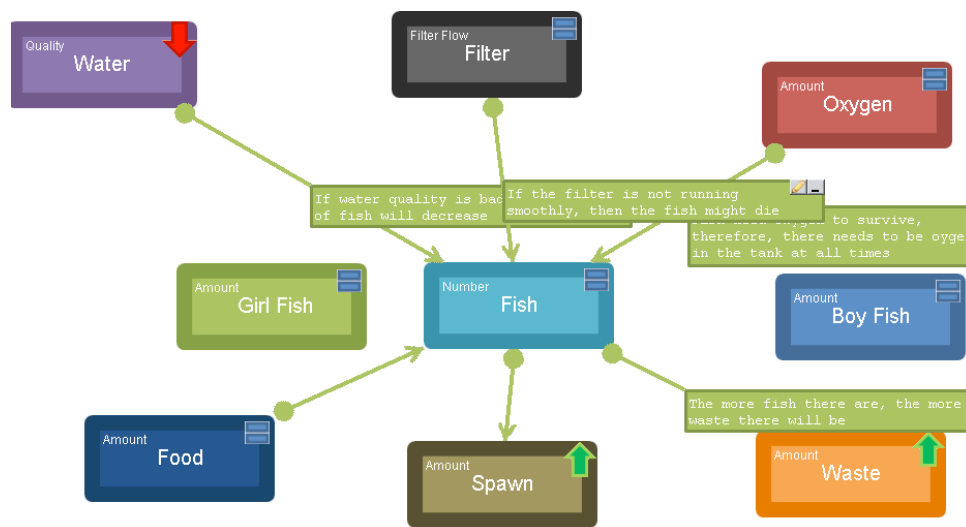 Quality
Water
Filter Flow
Filter
Amount
Oxygen
If water quality is bad
of fish will decrease
If the filter is not running
smoothly, then the fish might die
oxygen to survive,
therefore, there needs to be oyge
in the tank at all times
Amount
Girl Fish
Number
Fish
Amount
Boy Fish
The more fish there are, the more
waste there will be
Amount
Food
Amount
Spawn
Amount
Waste